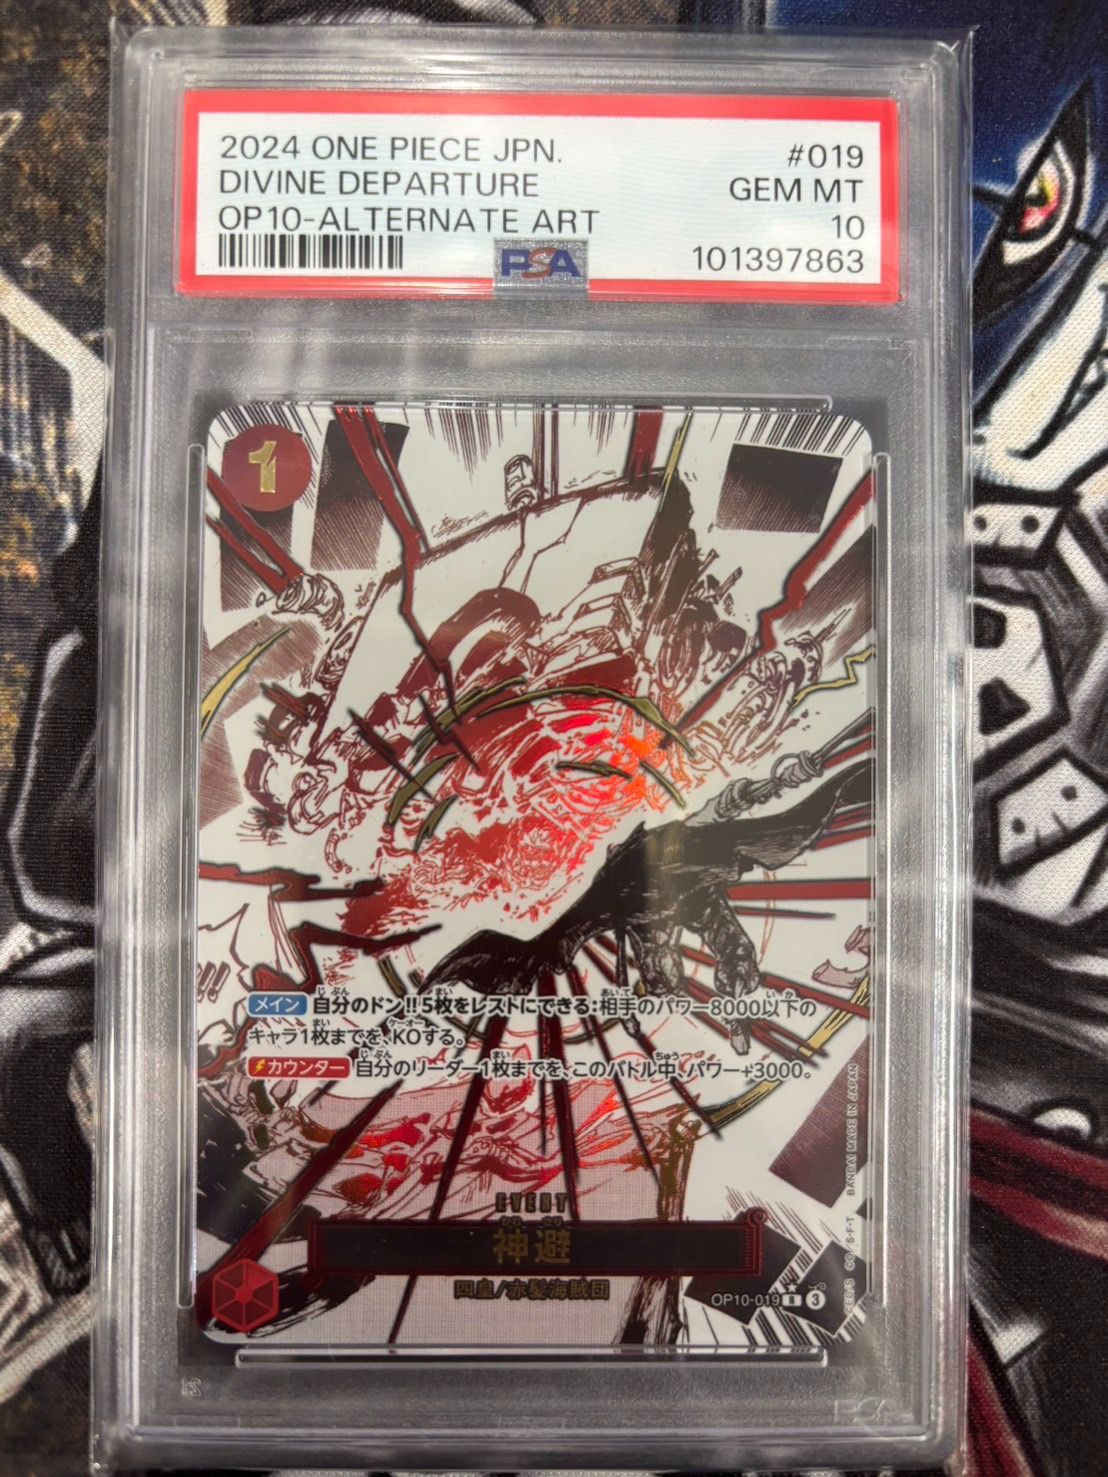 2024 ONE PIECE JPN. #019
DIVINE DEPARTURE GEM MT
OP10-ALTERNATE ART 10
PSA 101397863
1
メイン 自分のドン!!5枚をレストにできる:相手のパワー8000以下の
キャラ1枚までを、KOする。
カウンター 自分のリーダー1枚までを、このバトル中、パワー+3000。
BANDAI MADE IN JAPAN
EVENT
神避
四皇/赤髪海賊団
OP10-019 R 3